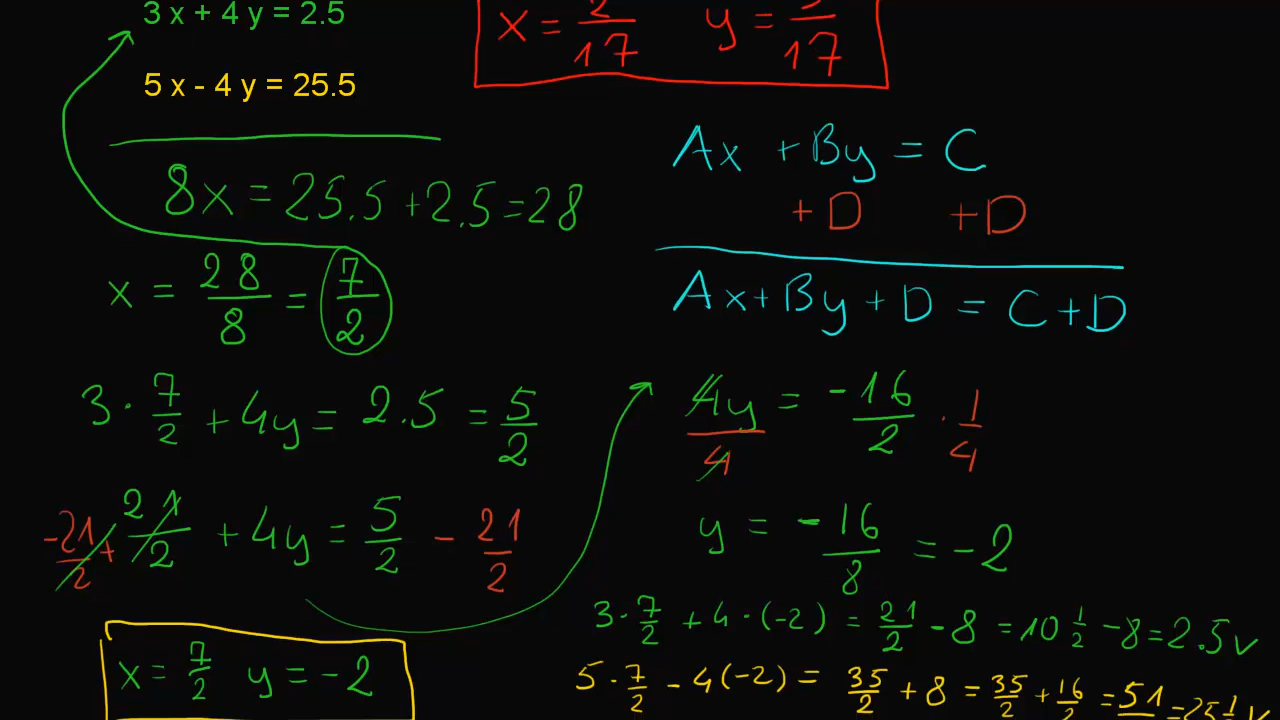 3 x + 4 y = 2.5
5 x - 4 y = 25.5
8x = 25.5 + 2.5 = 28
x = 28/8 = 7/2
3 · 7/2 + 4y = 2.5 = 5/2
-21/2 + 21/2 + 4y = 5/2 - 21/2
x = 7/2 y = -2
x = /17 y = /17
Ax + By = C
+ D + D
Ax + By + D = C + D
4y/4 = -16/2 · 1/4
y = -16/8 = -2
3 · 7/2 + 4 · (-2) = 21/2 - 8 = 10 1/2 - 8 = 2.5 v
5 · 7/2 - 4(-2) = 35/2 + 8 = 35/2 + 16/2 = 51/ = 25 1/ v